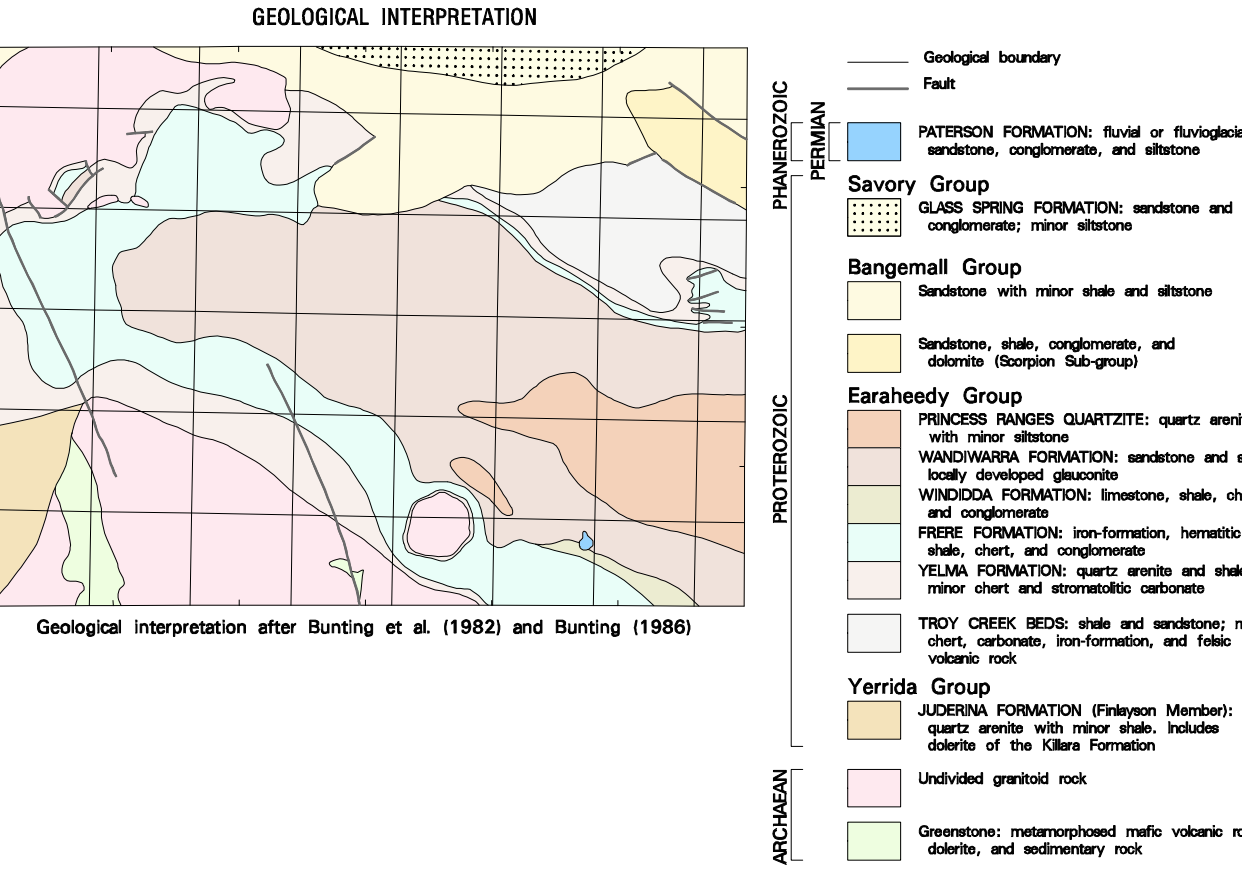 GEOLOGICAL INTERPRETATION
Geological interpretation after Bunting et al. (1982) and Bunting (1986)
Geological boundary
Fault
PHANEROZOIC
PERMIAN
PATERSON FORMATION: fluvial or
sandstone, conglomerate, and siltstone
PROTEROZOIC
Savory Group
GLASS SPRING FORMATION: sandstone and
conglomerate; minor siltstone
Bangemall Group
Sandstone with minor shale and siltstone
Sandstone, shale, conglomerate, and
dolomite (Scorpion Sub-group)
Earaheedy Group
PRINCESS RANGES QUARTZITE: quartz
with minor siltstone
WANDIWARRA FORMATION: sandstone and
locally developed glauconite
WINDIDDA FORMATION: limestone, shale,
and conglomerate
FRERE FORMATION: iron-formation, hematitic
shale, chert, and conglomerate
YELMA FORMATION: quartz arenite and shale
minor chert and stromatolitic carbonate
TROY CREEK BEDS: shale and sandstone;
chert, carbonate, iron-formation, and felsic
volcanic rock
Yerrida Group
JUDERINA FORMATION (Finlayson Member):
quartz arenite with minor shale. Includes
dolerite of the Killara Formation
ARCHAEAN
Undivided granitoid rock
Greenstone: metamorphosed mafic volcanic
dolerite, and sedimentary rock